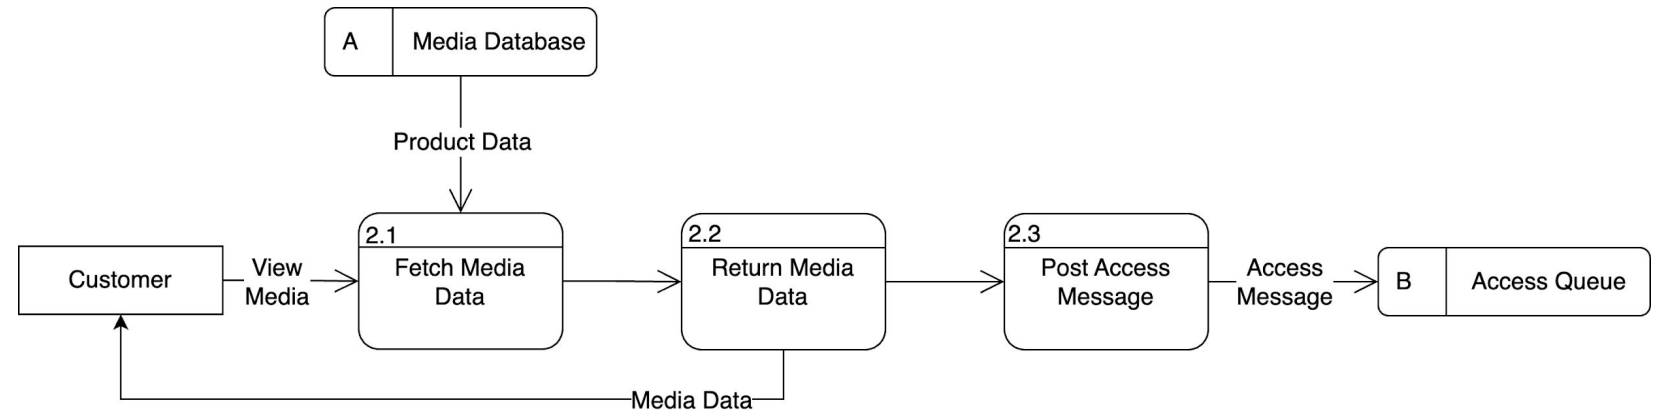 A
Media Database
Product Data
2.1
Fetch Media
Data
2.2
Return Media
Data
2.3
Post Access
Message
Customer
View
Media
Access
Message
B
Access Queue
Media Data